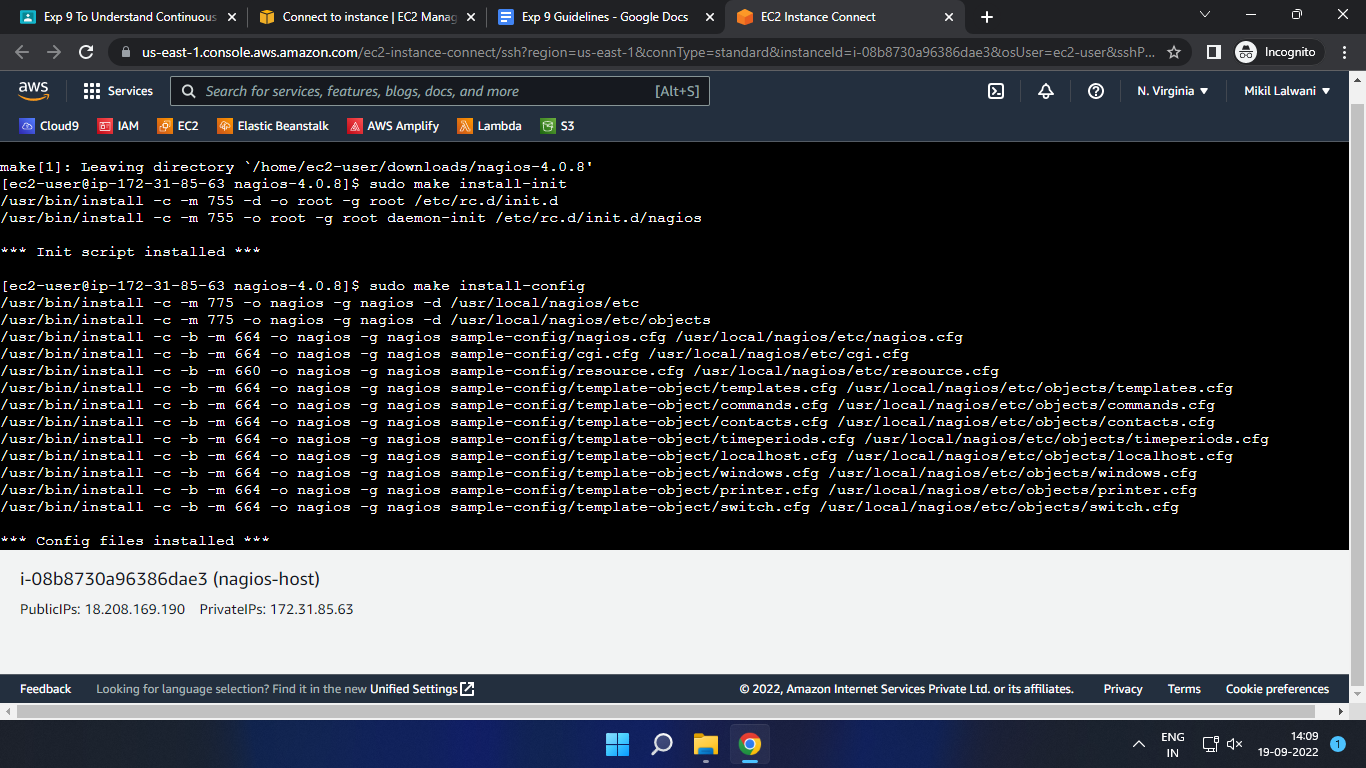 Exp 9 To Understand Continuous
Connect to instance | EC2 Manag
Exp 9 Guidelines - Google Docs
EC2 Instance Connect
us-east-1.console.aws.amazon.com/ec2-instance-connect/ssh?region=us-east-1&connType=standard&instanceId=i-08b8730a96386dae3&osUser=ec2-user&sshP...
Incognito
aws
Services
Search for services, features, blogs, docs, and more
[Alt+S]
N. Virginia
Mikil Lalwani
Cloud9
IAM
EC2
Elastic Beanstalk
AWS Amplify
Lambda
S3
make[1]: Leaving directory `/home/ec2-user/downloads/nagios-4.0.8'
[ec2-user@ip-172-31-85-63 nagios-4.0.8]$ sudo make install-init
/usr/bin/install -c -m 755 -d -o root -g root /etc/rc.d/init.d
/usr/bin/install -c -m 755 -o root -g root daemon-init /etc/rc.d/init.d/nagios
*** Init script installed ***
[ec2-user@ip-172-31-85-63 nagios-4.0.8]$ sudo make install-config
/usr/bin/install -c -m 775 -o nagios -g nagios -d /usr/local/nagios/etc
/usr/bin/install -c -m 775 -o nagios -g nagios -d /usr/local/nagios/etc/objects
/usr/bin/install -c -b -m 664 -o nagios -g nagios sample-config/nagios.cfg /usr/local/nagios/etc/nagios.cfg
/usr/bin/install -c -b -m 664 -o nagios -g nagios sample-config/cgi.cfg /usr/local/nagios/etc/cgi.cfg
/usr/bin/install -c -b -m 660 -o nagios -g nagios sample-config/resource.cfg /usr/local/nagios/etc/resource.cfg
/usr/bin/install -c -b -m 664 -o nagios -g nagios sample-config/template-object/templates.cfg /usr/local/nagios/etc/objects/templates.cfg
/usr/bin/install -c -b -m 664 -o nagios -g nagios sample-config/template-object/commands.cfg /usr/local/nagios/etc/objects/commands.cfg
/usr/bin/install -c -b -m 664 -o nagios -g nagios sample-config/template-object/contacts.cfg /usr/local/nagios/etc/objects/contacts.cfg
/usr/bin/install -c -b -m 664 -o nagios -g nagios sample-config/template-object/timeperiods.cfg /usr/local/nagios/etc/objects/timeperiods.cfg
/usr/bin/install -c -b -m 664 -o nagios -g nagios sample-config/template-object/localhost.cfg /usr/local/nagios/etc/objects/localhost.cfg
/usr/bin/install -c -b -m 664 -o nagios -g nagios sample-config/template-object/windows.cfg /usr/local/nagios/etc/objects/windows.cfg
/usr/bin/install -c -b -m 664 -o nagios -g nagios sample-config/template-object/printer.cfg /usr/local/nagios/etc/objects/printer.cfg
/usr/bin/install -c -b -m 664 -o nagios -g nagios sample-config/template-object/switch.cfg /usr/local/nagios/etc/objects/switch.cfg
*** Config files installed ***
i-08b8730a96386dae3 (nagios-host)
PublicIPs: 18.208.169.190 PrivateIPs: 172.31.85.63
Feedback
Looking for language selection? Find it in the new Unified Settings
© 2022, Amazon Internet Services Private Ltd. or its affiliates.
Privacy
Terms
Cookie preferences
ENG
IN
14:09
19-09-2022
1